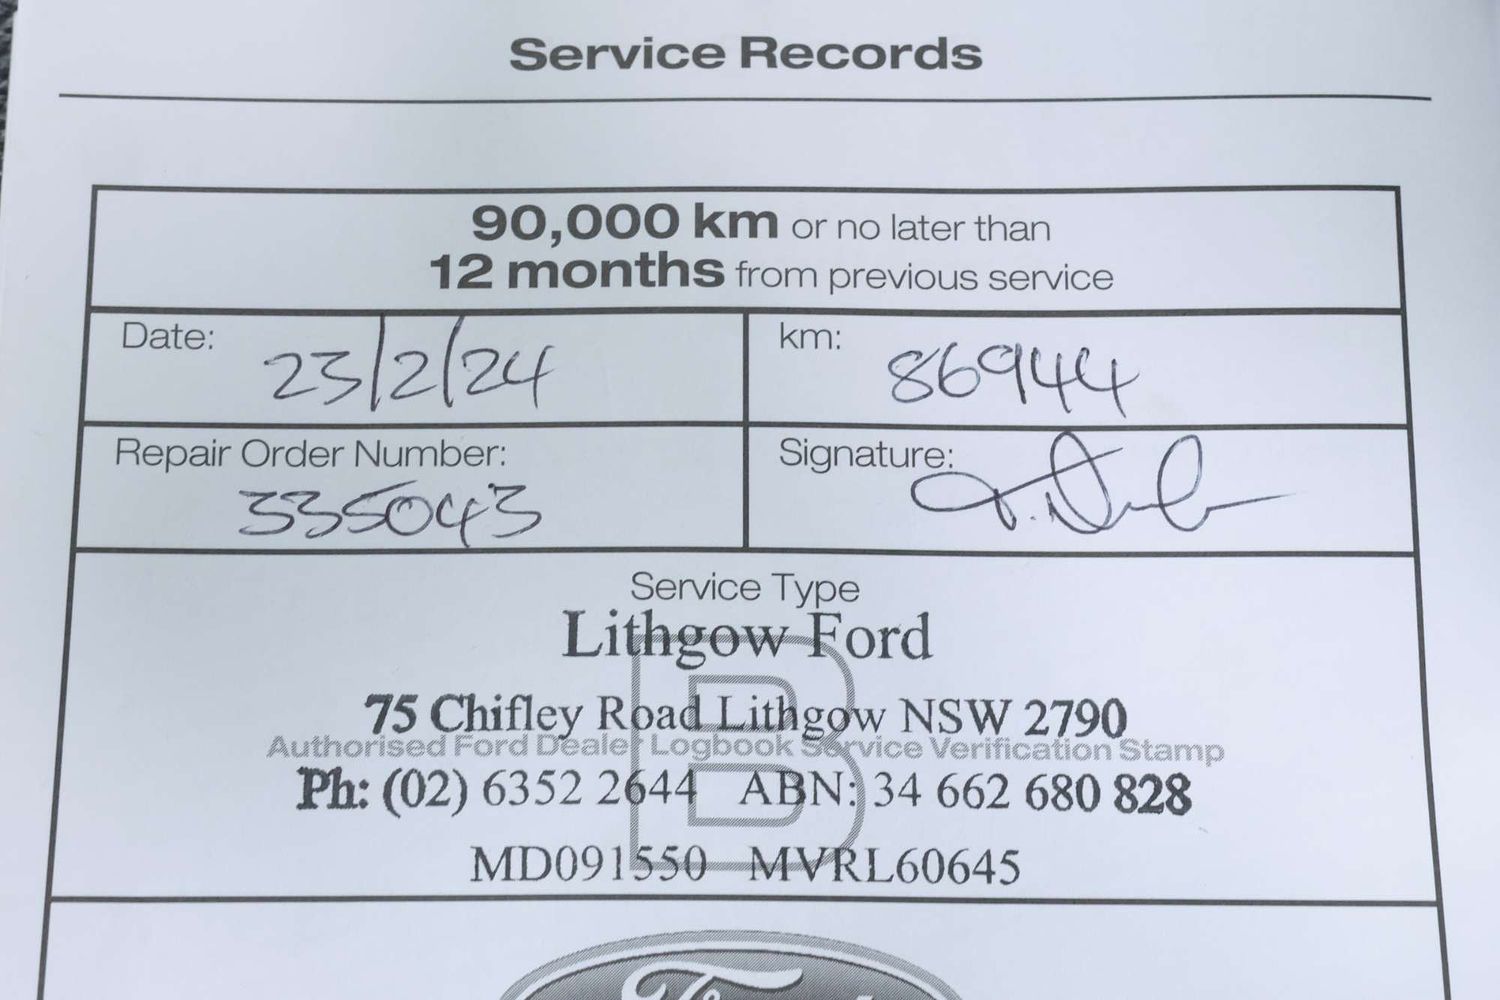 Service Records
90,000 km or no later than
12 months from previous service
Date: 23/2/24
km: 86944
Repair Order Number: 335043
Signature:
Service Type
B
Lithgow Ford
75 Chifley Road Lithgow NSW 2790
Authorised Ford Dealer Logbook Service Verification Stamp
Ph: (02) 6352 2644 ABN: 34 662 680 828
MD091550 MVRL60645